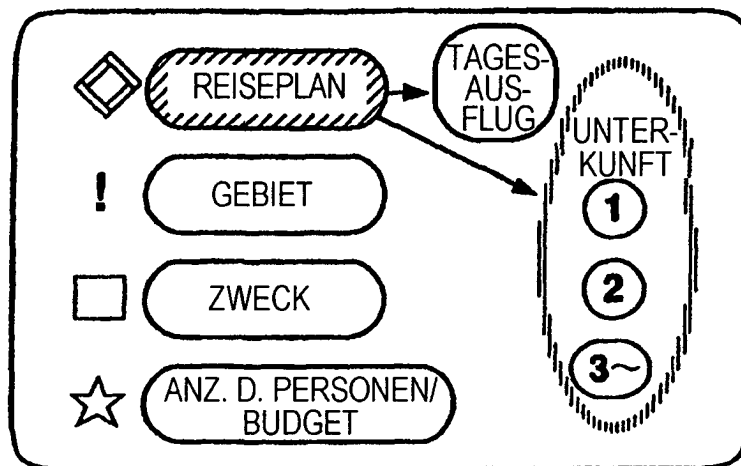 REISEPLAN
TAGES-
AUS-
FLUG
UNTER-
KUNFT
1
2
3~
!
GEBIET
ZWECK
ANZ. D. PERSONEN/
BUDGET